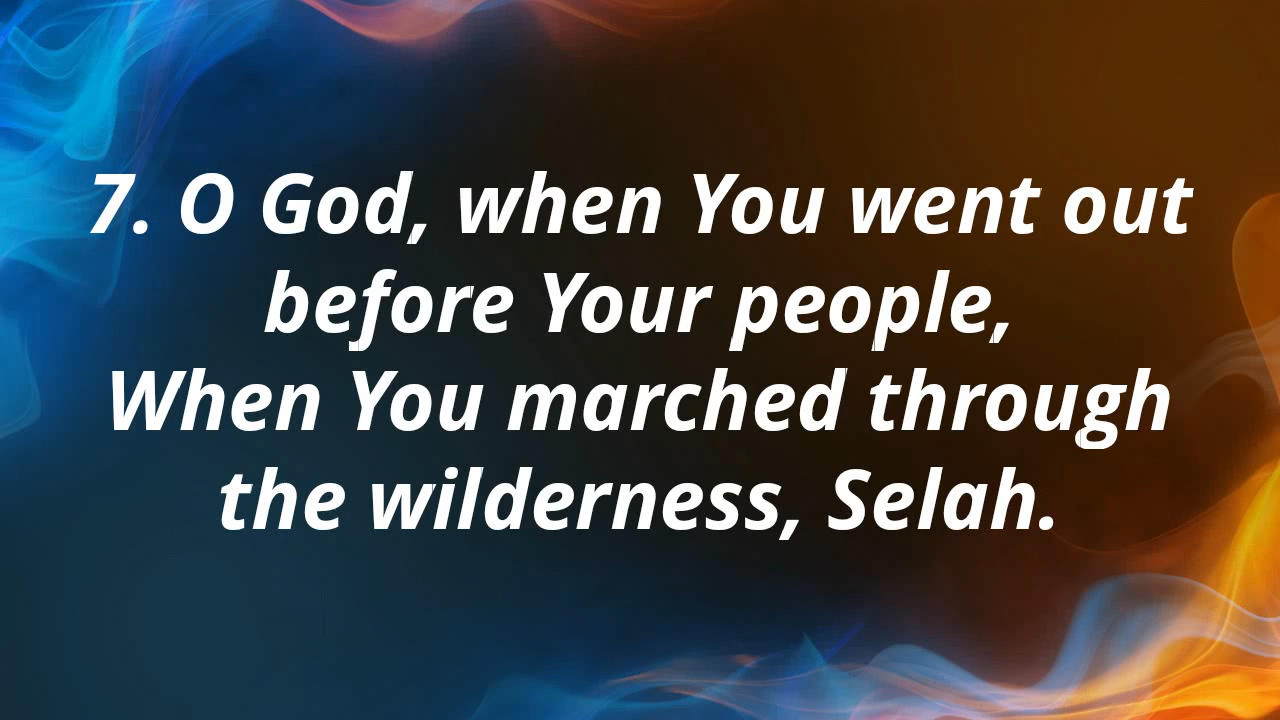 7. O God, when You went out
before Your people,
When You marched through
the wilderness, Selah.